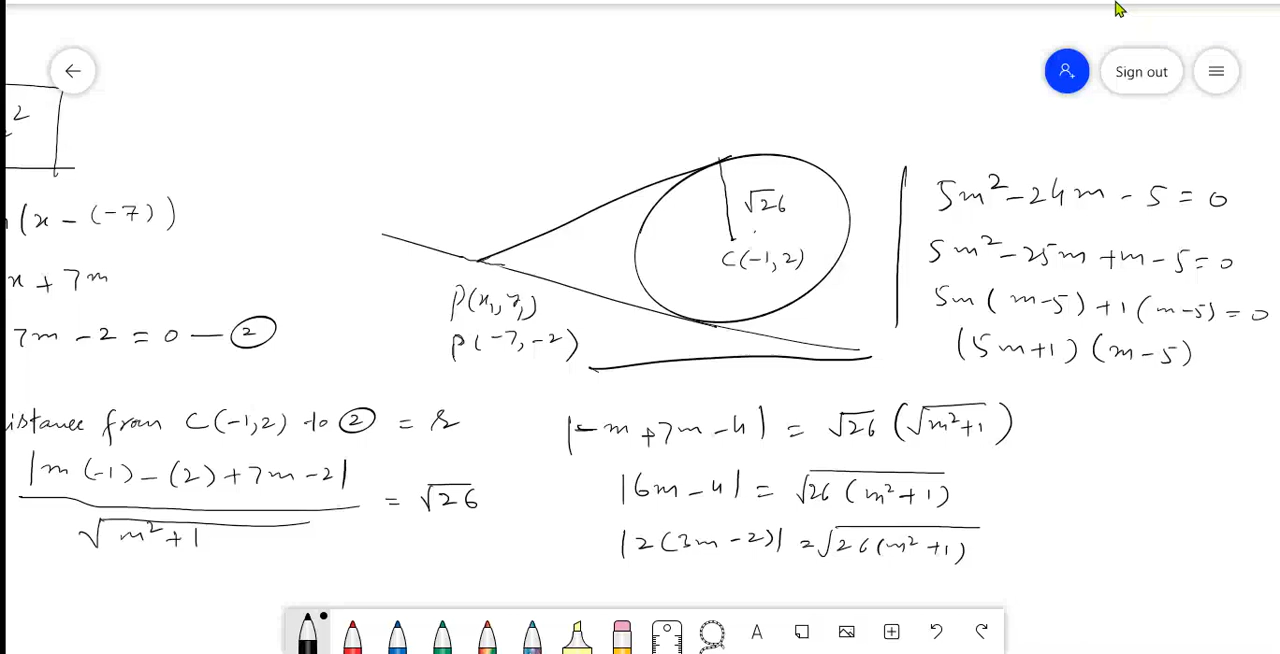 Sign out
2
(x - (-7))
x + 7m
7m - 2 = 0 — ②
istance from C(-1,2) to ② = r
|m(-1) - (2) + 7m - 2|
√m²+1
= √26
√26
C(-1,2)
P(x₁, y₁)
P(-7,-2)
|-m + 7m - 4| = √26 (√m²+1)
|6m - 4| = √26 (m²+1)
|2(3m - 2)| = √26(m²+1)
5m² - 24m - 5 = 0
5m² - 25m + m - 5 = 0
5m(m-5) + 1(m-5) = 0
(5m+1)(m-5)
A